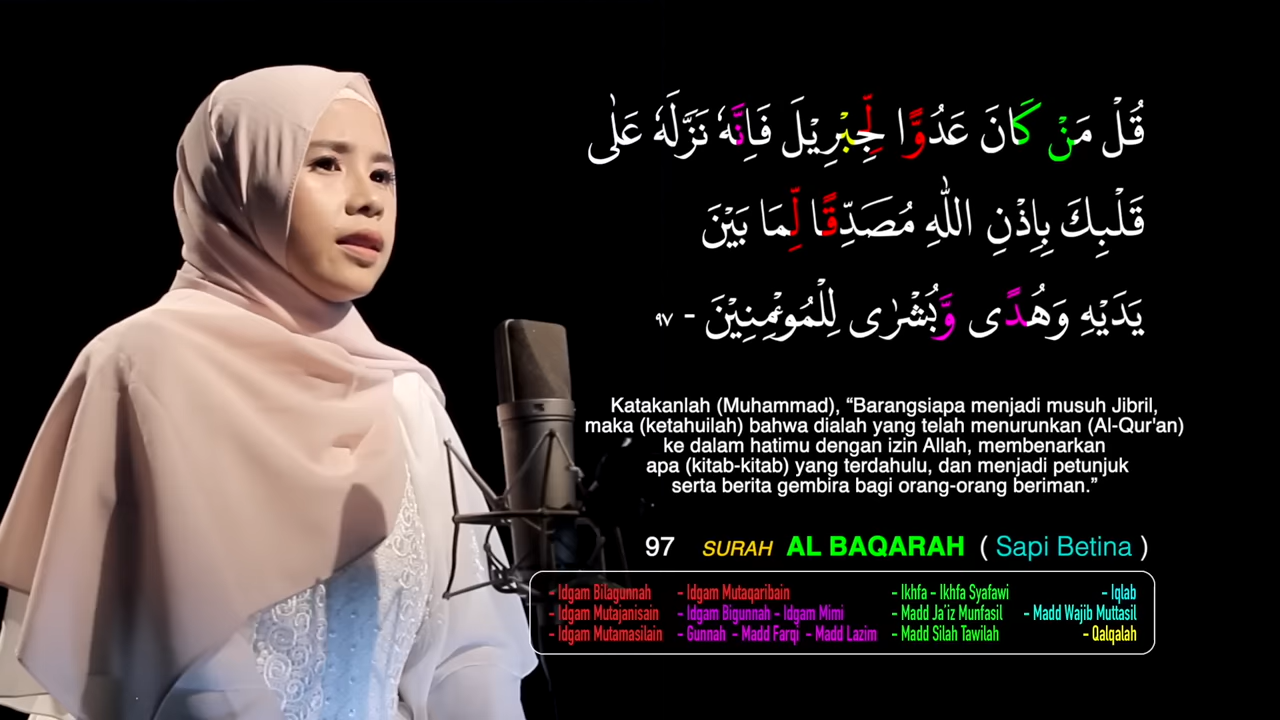 قُلْ مَنْ كَانَ عَدُوًّا لِّجِبْرِيْلَ فَاِنَّهٗ نَزَّلَهٗ عَلٰى
قَلْبِكَ بِاِذْنِ اللّٰهِ مُصَدِّقًا لِّمَا بَيْنَ
يَدَيْهِ وَهُدًى وَّبُشْرٰى لِلْمُؤْمِنِيْنَ - ٩٧
Katakanlah (Muhammad), “Barangsiapa menjadi musuh Jibril,
maka (ketahuilah) bahwa dialah yang telah menurunkan (Al-Qur'an)
ke dalam hatimu dengan izin Allah, membenarkan
apa (kitab-kitab) yang terdahulu, dan menjadi petunjuk
serta berita gembira bagi orang-orang beriman.”
97 SURAH AL BAQARAH ( Sapi Betina )
- Idgam Bilagunnah - Idgam Mutaqaribain - Ikhfa - Ikhfa Syafawi - Iqlab
- Idgam Mutajanisain - Idgam Bigunnah - Idgam Mimi - Madd Ja'iz Munfasil - Madd Wajib Muttasil
- Idgam Mutamasilain - Gunnah - Madd Farqi - Madd Lazim - Madd Silah Tawilah - Qalqalah